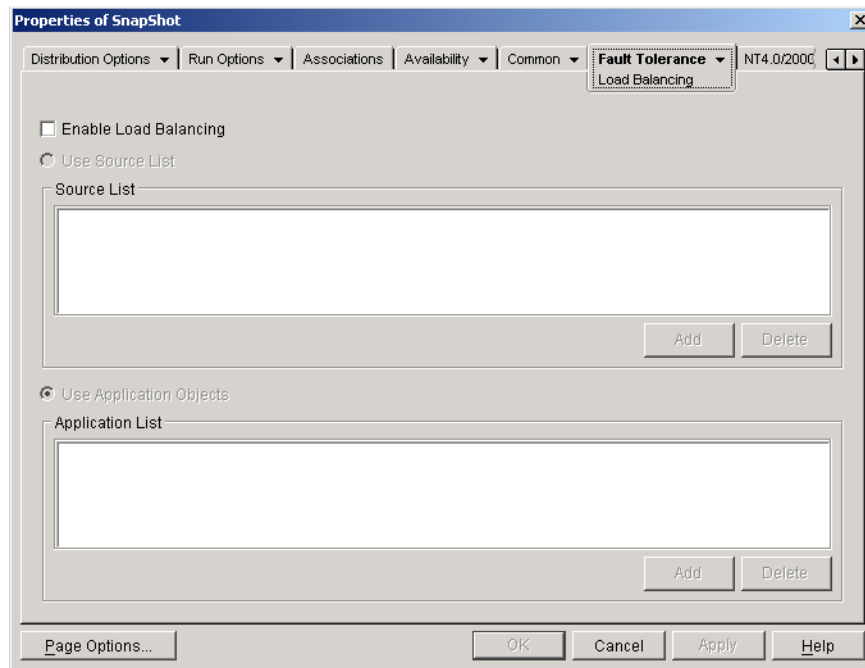 Properties of SnapShot
Distribution Options Run Options Associations Availability Common Fault Tolerance NT4.0/2000
Load Balancing
Enable Load Balancing
Use Source List
Source List
Add Delete
Use Application Objects
Application List
Add Delete
Page Options... OK Cancel Apply Help